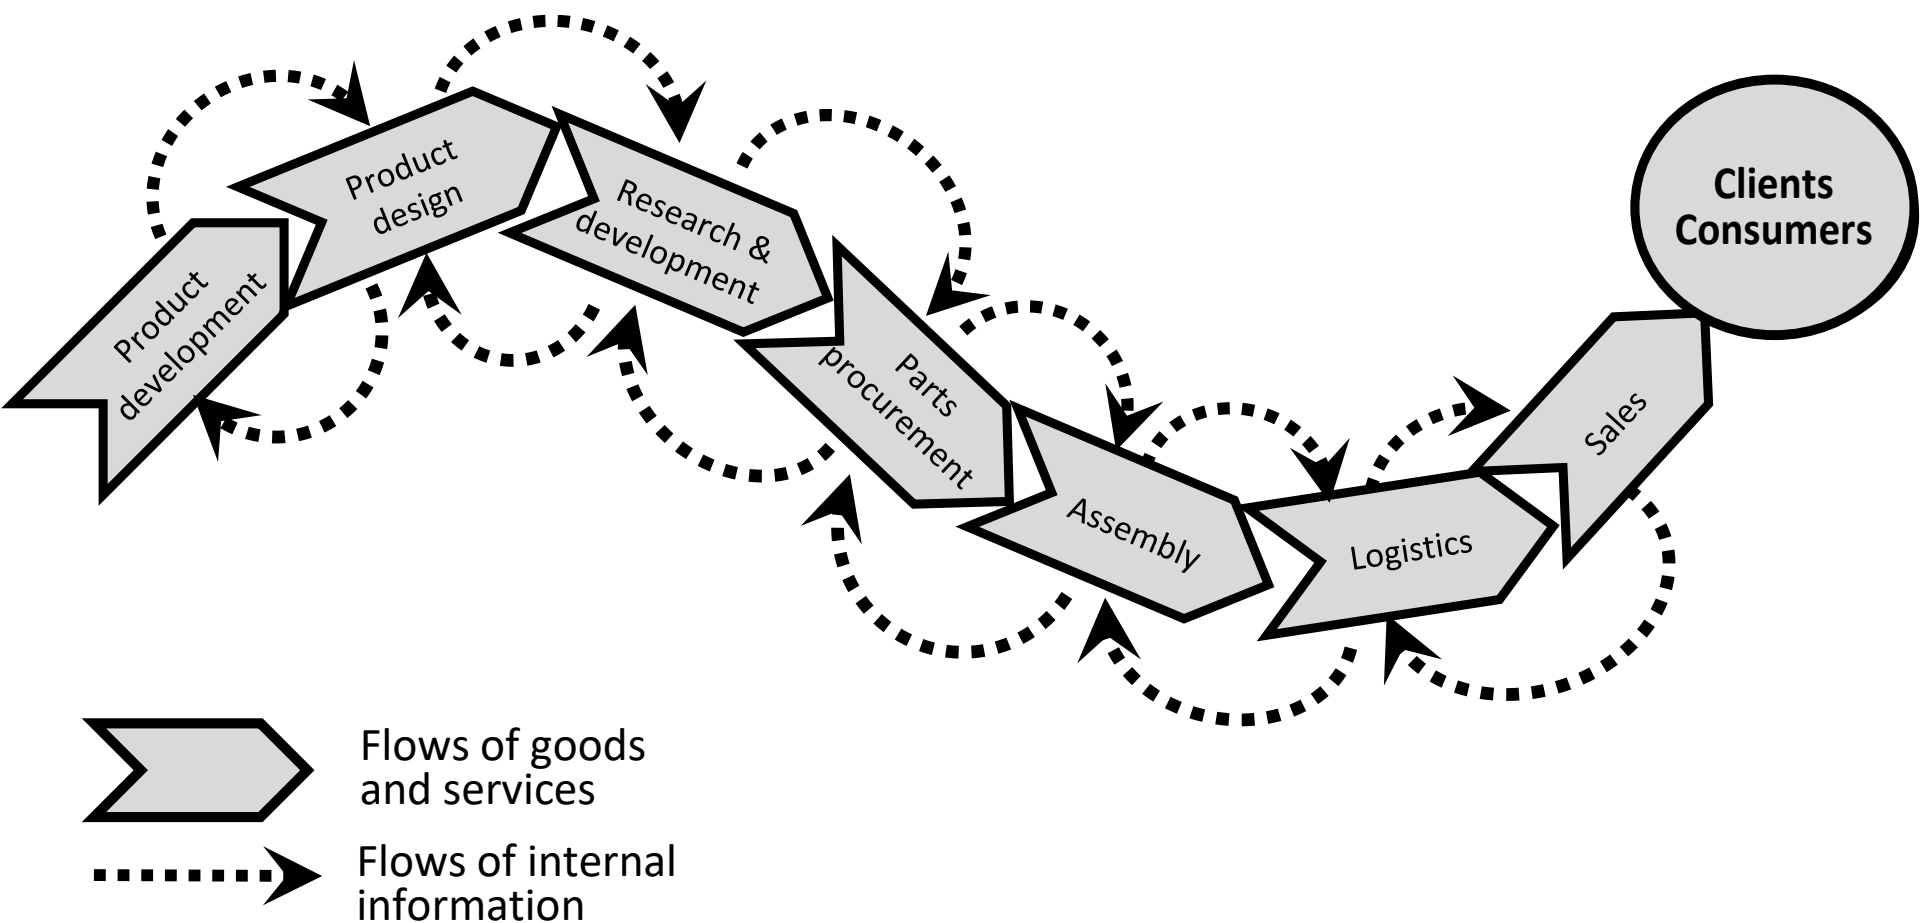 Product
development
Product
design
Research &
development
Parts
procurement
Assembly
Logistics
Sales
Clients
Consumers
Flows of goods
and services
Flows of internal
information